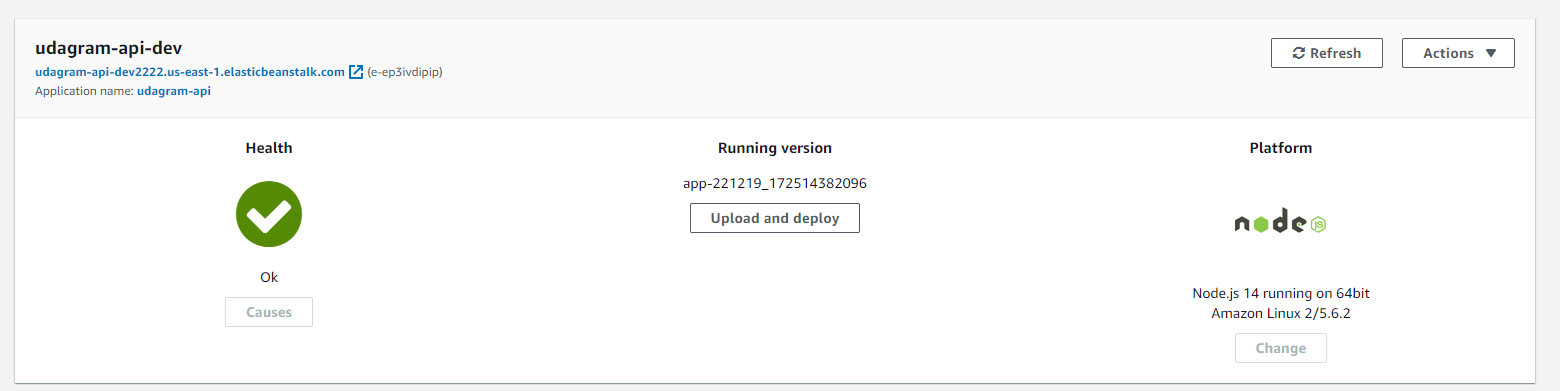 udagram-api-dev
udagram-api-dev2222.us-east-1.elasticbeanstalk.com (e-ep3ivdipip)
Application name: udagram-api
Refresh
Actions
Health
Ok
Causes
Running version
app-221219_172514382096
Upload and deploy
Platform
node JS
Node.js 14 running on 64bit
Amazon Linux 2/5.6.2
Change